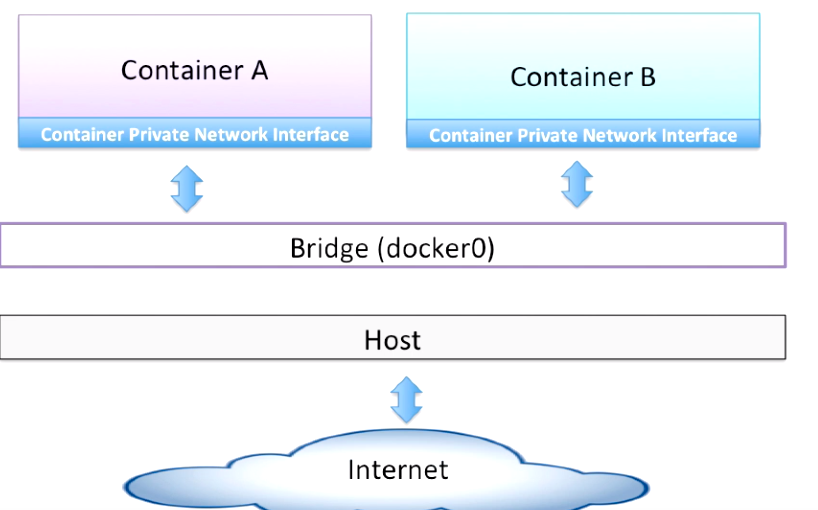 Container A
Container B
Container Private Network Interface
Container Private Network Interface
Bridge (docker0)
Host
Internet